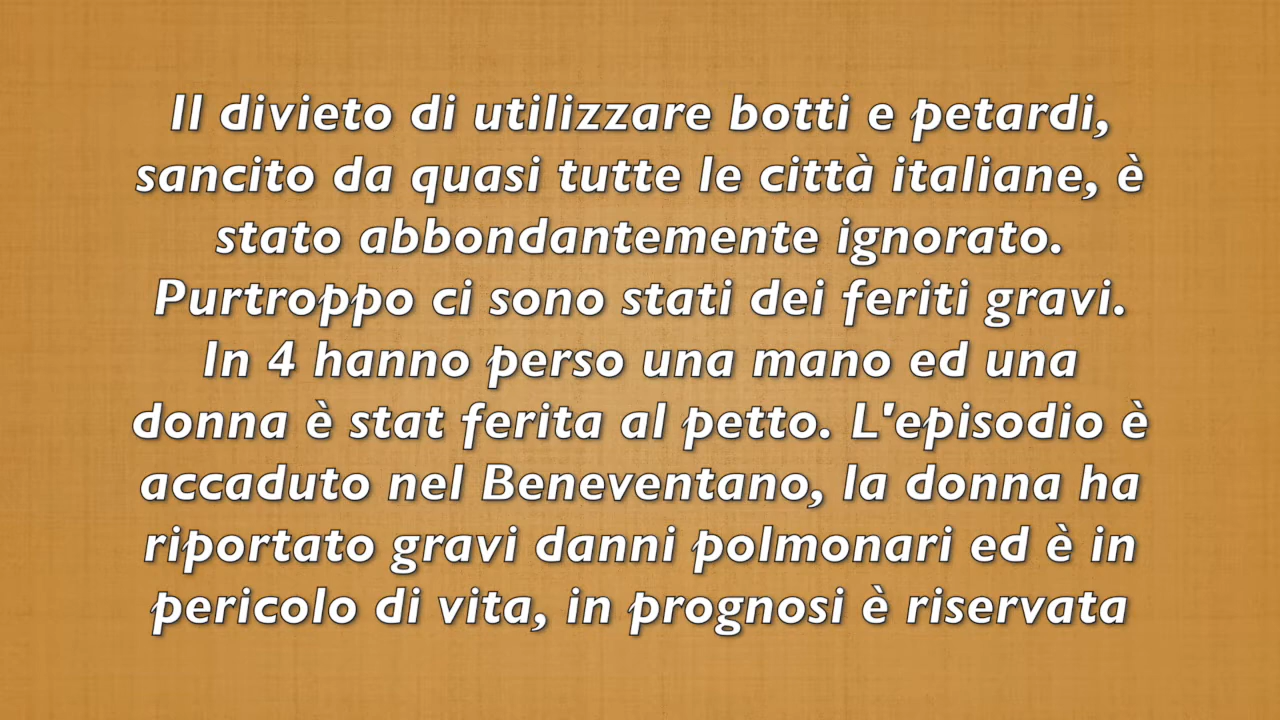 Il divieto di utilizzare botti e petardi,
sancito da quasi tutte le città italiane, è
stato abbondantemente ignorato.
Purtroppo ci sono stati dei feriti gravi.
In 4 hanno perso una mano ed una
donna è stat ferita al petto. L'episodio è
accaduto nel Beneventano, la donna ha
riportato gravi danni polmonari ed è in
pericolo di vita, in prognosi è riservata